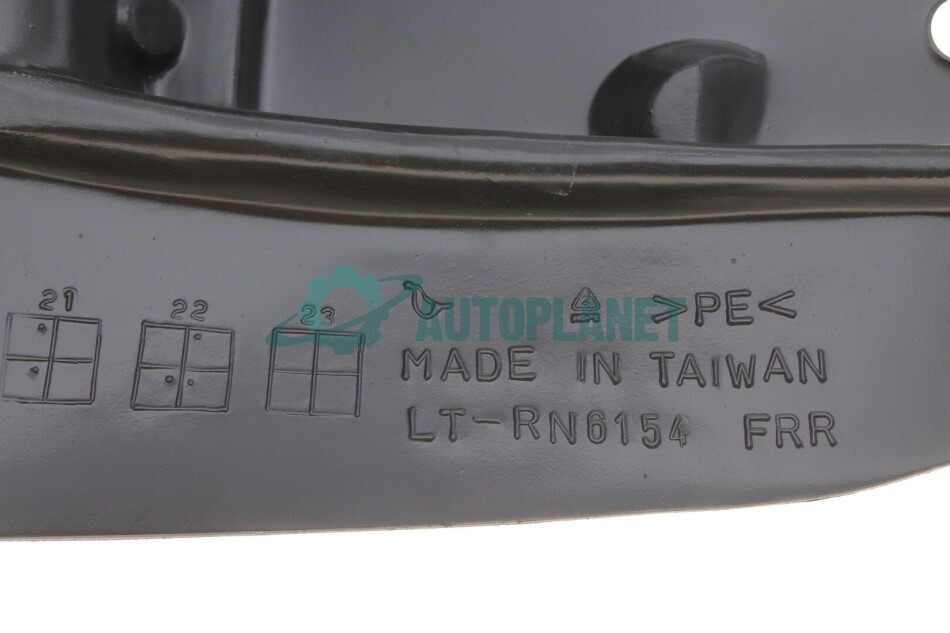 21 22 23
AUTOPLANET
>PE<
MADE IN TAIWAN
LT-RN6154 FRR